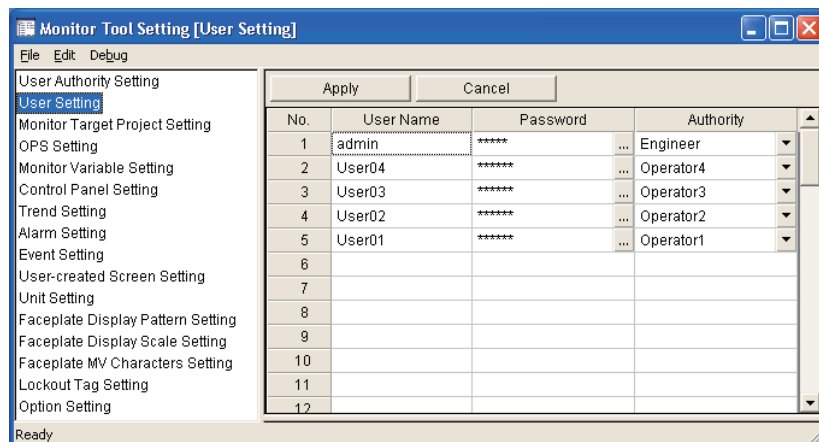 Monitor Tool Setting [User Setting]
File Edit Debug
User Authority Setting
User Setting
Monitor Target Project Setting
OPS Setting
Monitor Variable Setting
Control Panel Setting
Trend Setting
Alarm Setting
Event Setting
User-created Screen Setting
Unit Setting
Faceplate Display Pattern Setting
Faceplate Display Scale Setting
Faceplate MV Characters Setting
Lockout Tag Setting
Option Setting
Apply Cancel
No. User Name Password Authority
1 admin ***** ... Engineer
2 User04 ****** ... Operator4
3 User03 ****** ... Operator3
4 User02 ****** ... Operator2
5 User01 ****** ... Operator1
6
7
8
9
10
11
12
Ready